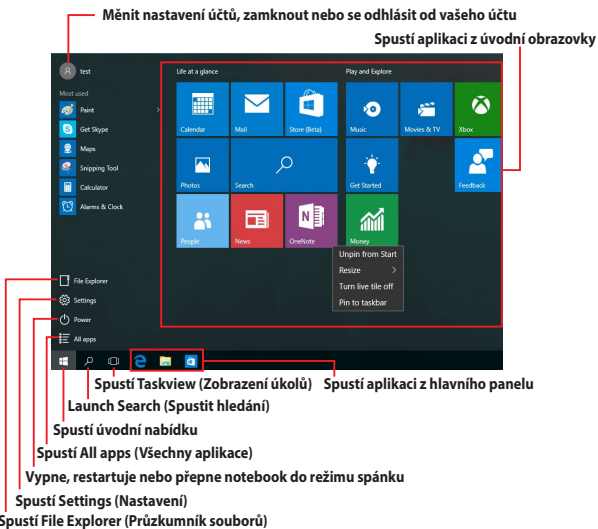 Měnit nastavení účtů, zamknout nebo se odhlásit od vašeho účtu
Spustí aplikaci z úvodní obrazovky
test
Most used
Paint
Get Skype
Maps
Snipping Tool
Calculator
Alarms & Clock
File Explorer
Settings
Power
All apps
Life at a glance
Play and Explore
Calendar
Mail
Store (Beta)
Music
Movies & TV
Xbox
Photos
Search
Get Started
Feedback
People
News
OneNote
Money
Unpin from Start
Resize
Turn live tile off
Pin to taskbar
Spustí Taskview (Zobrazení úkolů)
Spustí aplikaci z hlavního panelu
Launch Search (Spustit hledání)
Spustí úvodní nabídku
Spustí All apps (Všechny aplikace)
Vypne, restartuje nebo přepne notebook do režimu spánku
Spustí Settings (Nastavení)
Spustí File Explorer (Průzkumník souborů)